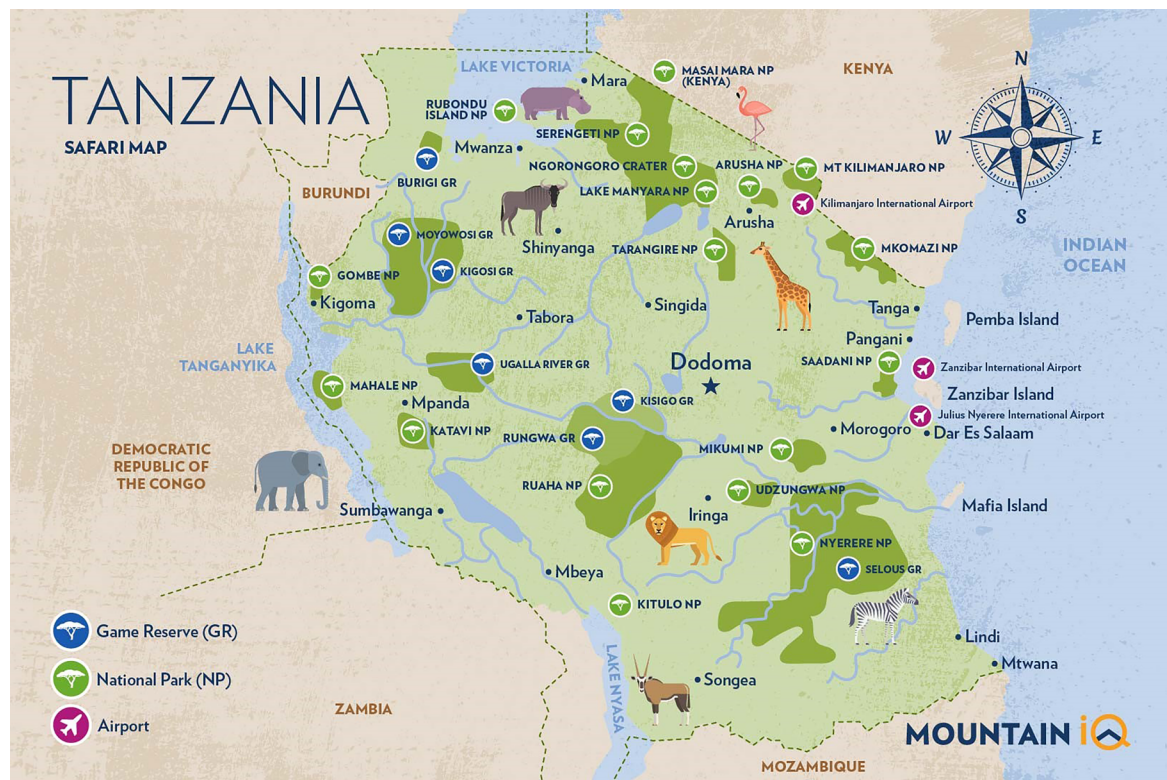 TANZANIA
SAFARI MAP
LAKE VICTORIA
Mara
MASAI MARA NP
(KENYA)
KENYA
N
W
E
S
RUBONDU
ISLAND NP
SERENGETI NP
Mwanza
NGORONGORO CRATER
ARUSHA NP
MT KILIMANJARO NP
BURIGI GR
LAKE MANYARA NP
Kilimanjaro International Airport
BURUNDI
Arusha
MOYOWOSI GR
Shinyanga
TARANGIRE NP
MKOMAZI NP
INDIAN
OCEAN
GOMBE NP
KIGOSI GR
Kigoma
Tabora
Singida
Tanga
Pemba Island
Pangani
LAKE
TANGANYIKA
UGALLA RIVER GR
Dodoma
SAADANI NP
Zanzibar International Airport
MAHALE NP
Mpanda
KISIGO GR
Zanzibar Island
Julius Nyerere International Airport
KATAVI NP
RUNGWA GR
Morogoro
Dar Es Salaam
MIKUMI NP
DEMOCRATIC
REPUBLIC OF
THE CONGO
RUAHA NP
UDZUNGWA NP
Sumbawanga
Iringa
Mafia Island
NYERERE NP
Mbeya
SELOUS GR
KITULO NP
Game Reserve (GR)
National Park (NP)
Airport
Lindi
Mtwana
LAKE NYASA
Songea
ZAMBIA
MOUNTAIN iQ
MOZAMBIQUE